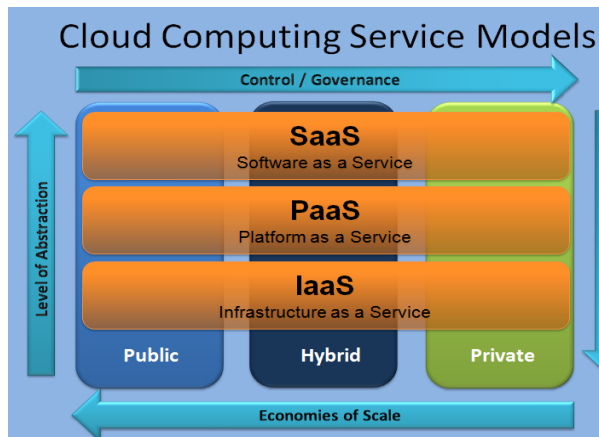 Cloud Computing Service Models
Control / Governance
Level of Abstraction
SaaS
Software as a Service
PaaS
Platform as a Service
IaaS
Infrastructure as a Service
Public
Hybrid
Private
Economies of Scale